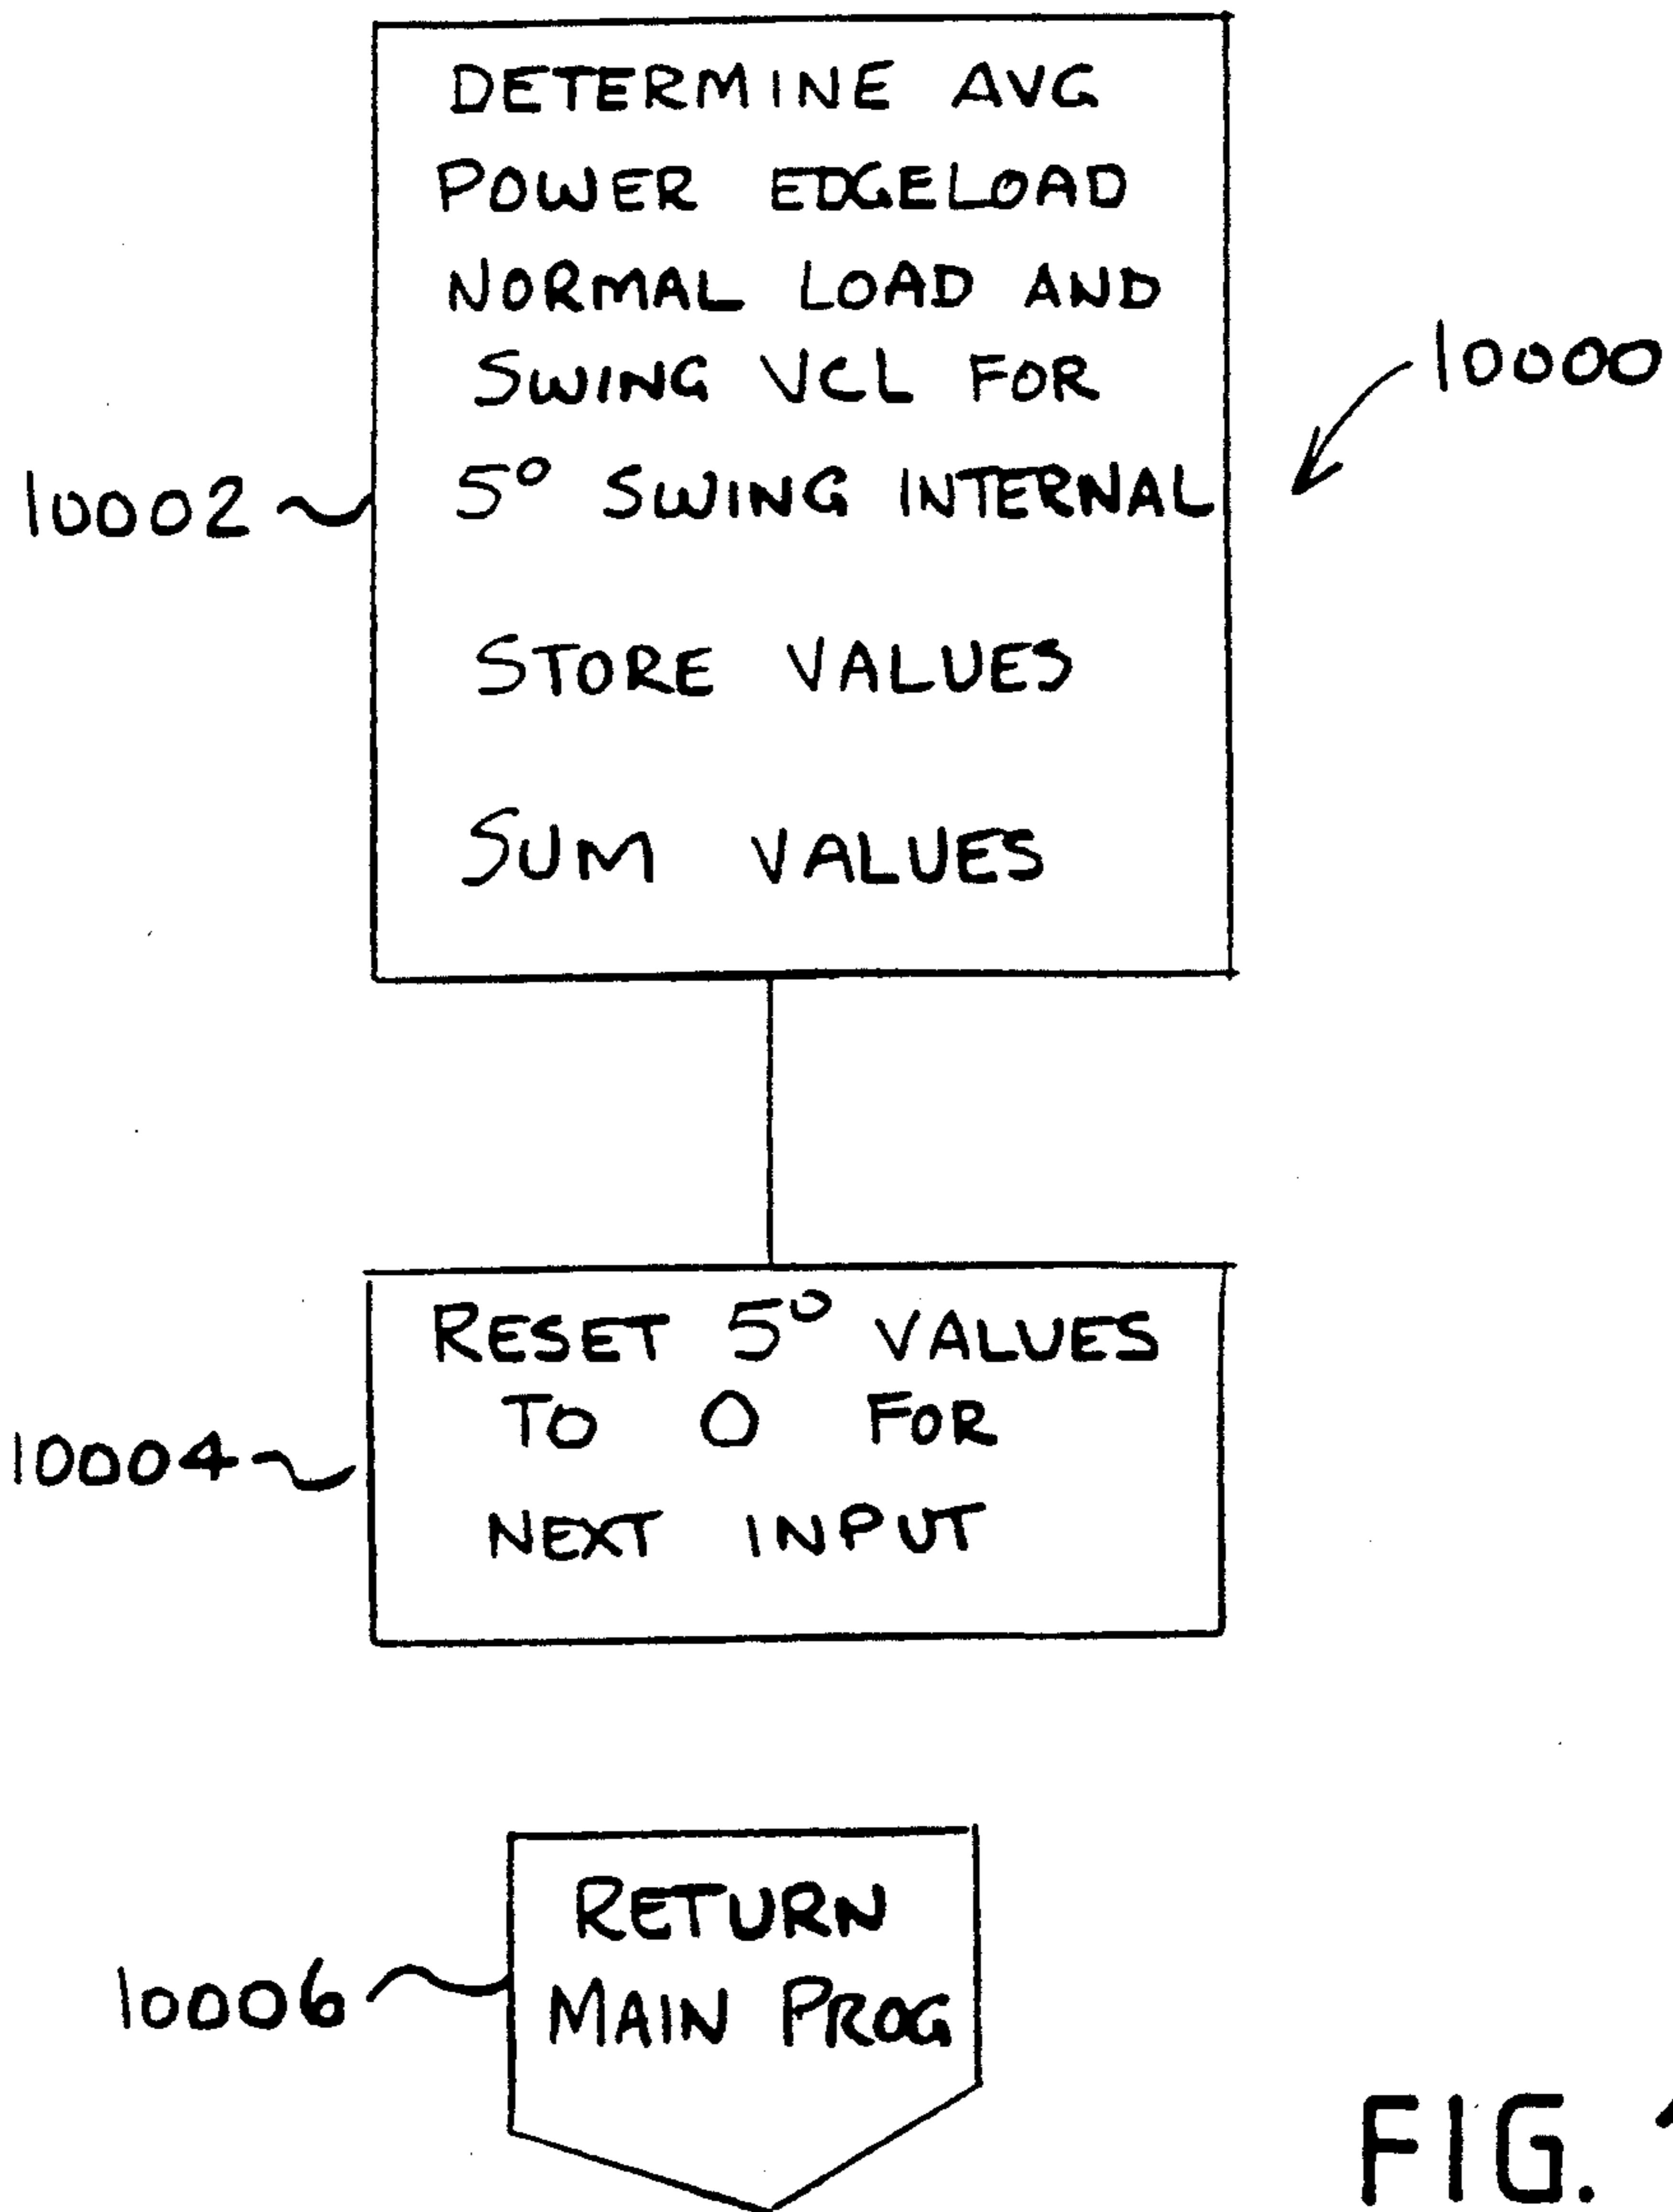 DETERMINE AVG
POWER EDGELOAD
NORMAL LOAD AND
SWING VCL FOR
10000
10002
5° SWING INTERNAL
STORE VALUES
SUM VALUES
RESET 5° VALUES
TO 0 FOR
10004
NEXT INPUT
RETURN
10006
MAIN PROG
FIG.